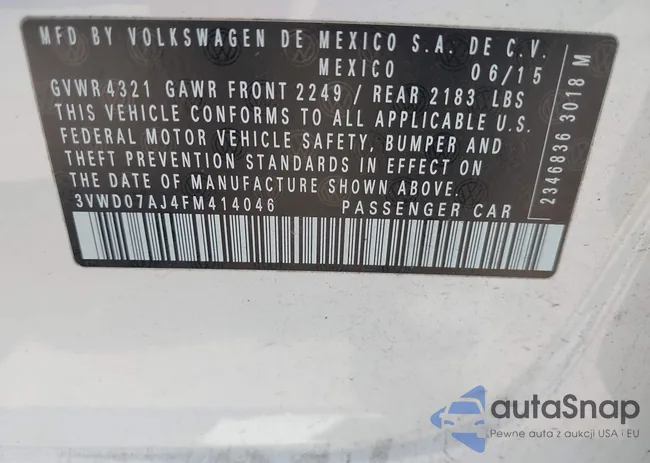 MFD BY VOLKSWAGEN DE MEXICO S.A. DE C.V.
MEXICO 06/15
GVWR 4321 GAWR FRONT 2249 / REAR 2183 LBS
THIS VEHICLE CONFORMS TO ALL APPLICABLE U.S.
FEDERAL MOTOR VEHICLE SAFETY, BUMPER AND
THEFT PREVENTION STANDARDS IN EFFECT ON
THE DATE OF MANUFACTURE SHOWN ABOVE.
3VWD07AJ4FM414046 PASSENGER CAR
2346836 3018 M
autaSnap
Pewne auta z aukcji USA i EU